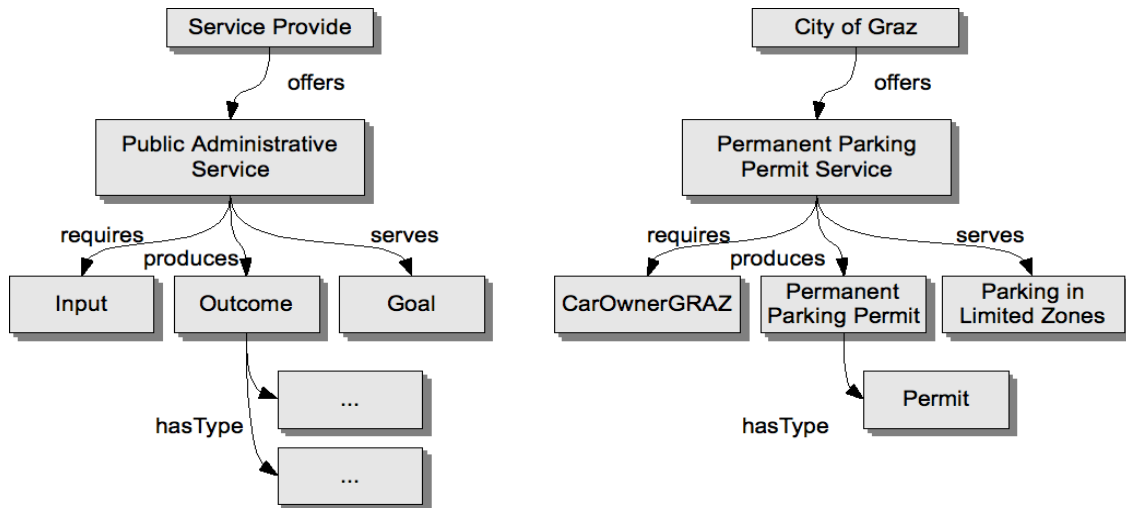 Service Provide
offers
Public Administrative
Service
requires
produces
serves
Input
Outcome
Goal
...
hasType
...
City of Graz
offers
Permanent Parking
Permit Service
requires
produces
serves
CarOwnerGRAZ
Permanent
Parking Permit
Parking in
Limited Zones
Permit
hasType